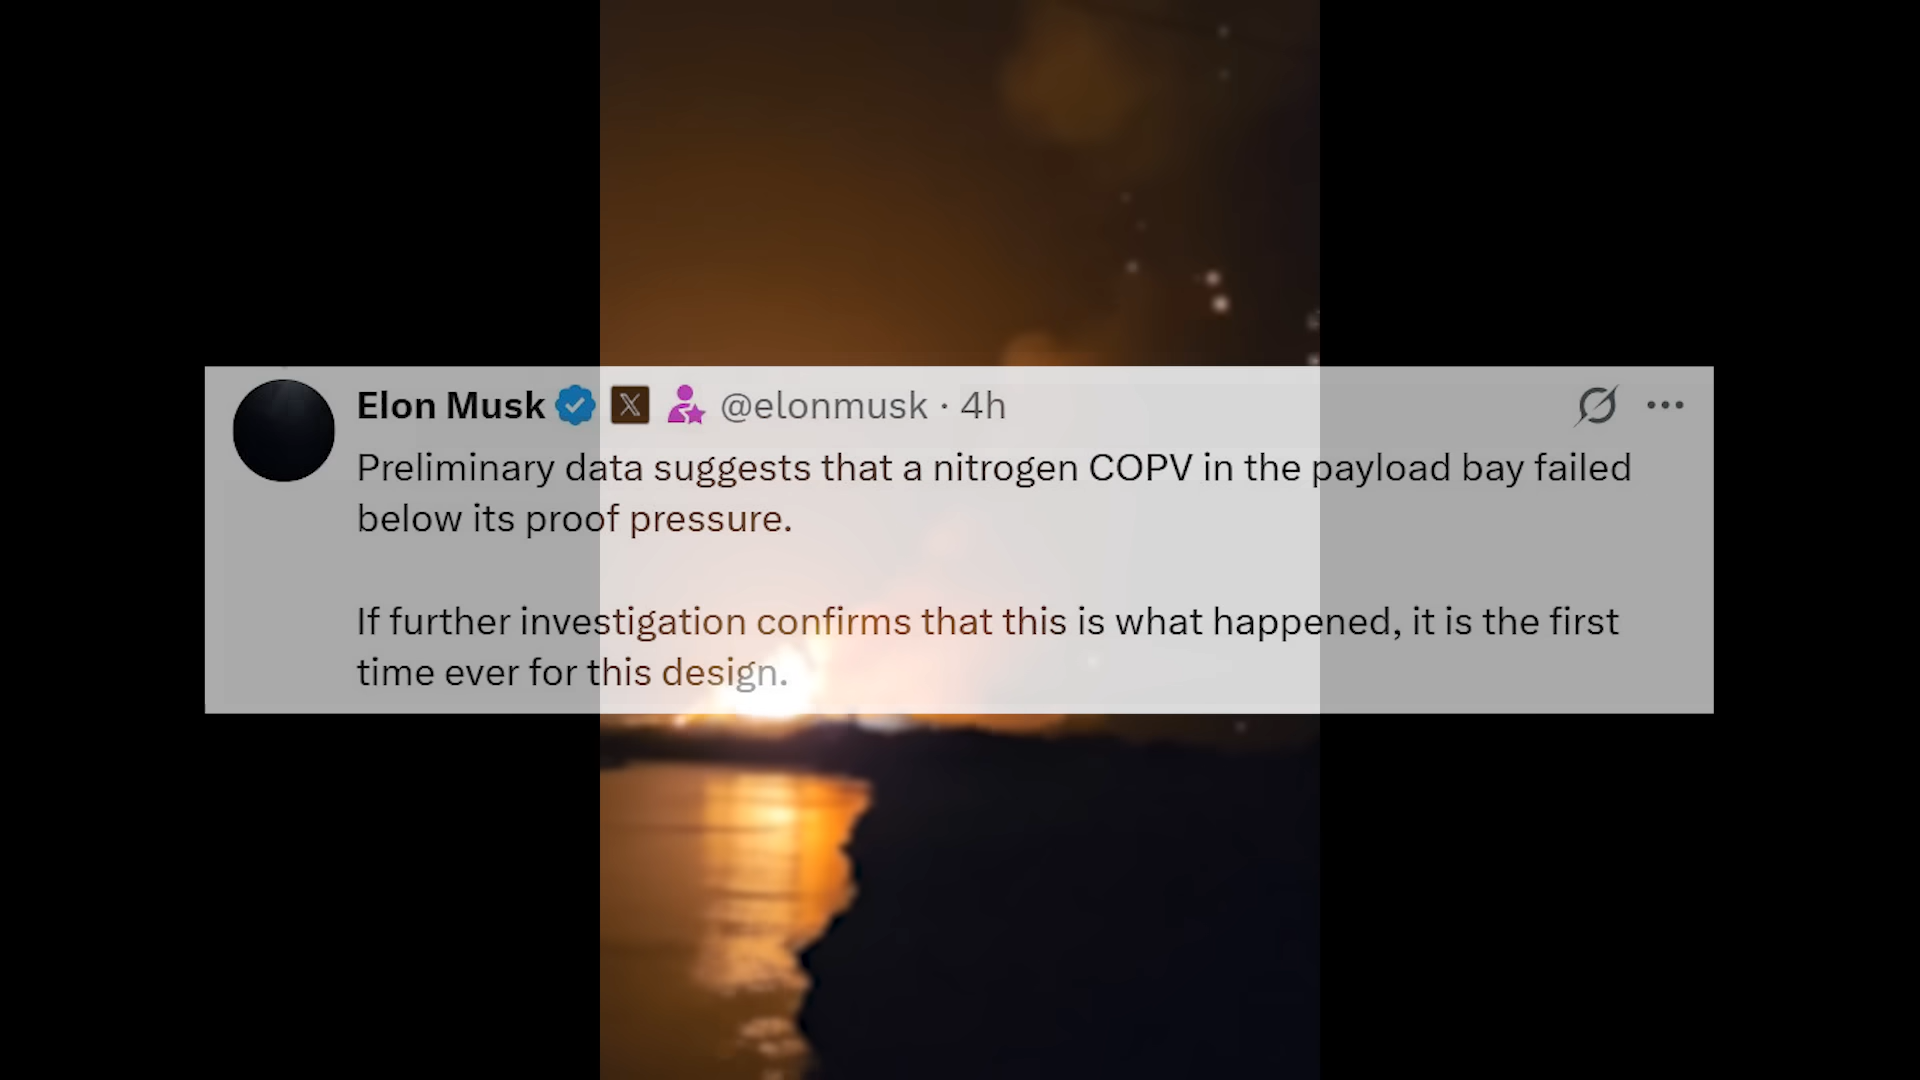 Elon Musk @elonmusk · 4h
Preliminary data suggests that a nitrogen COPV in the payload bay failed
below its proof pressure.
If further investigation confirms that this is what happened, it is the first
time ever for this design.